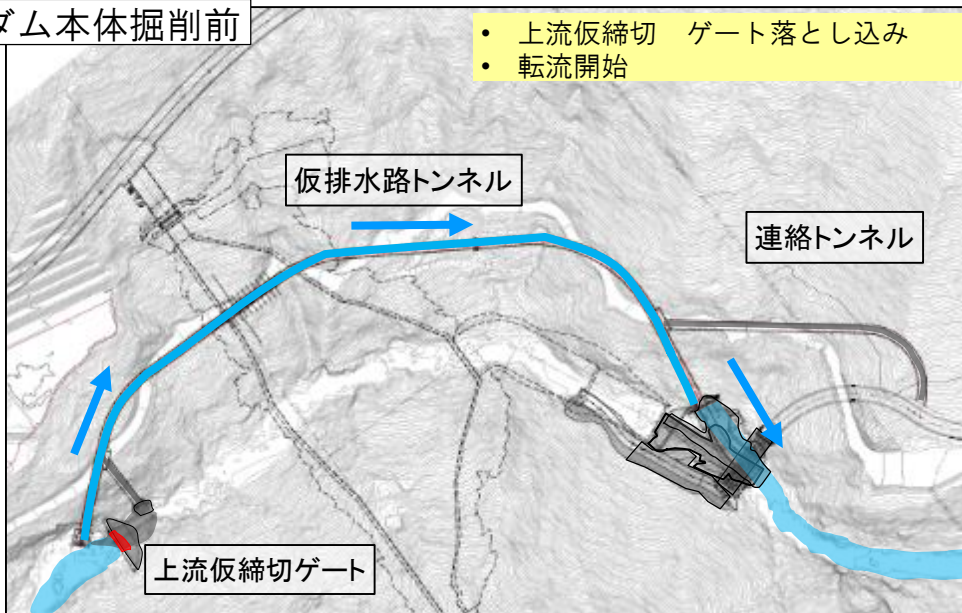 ダム本体掘削前
• 上流仮締切　ゲート落とし込み
• 転流開始
仮排水路トンネル
連絡トンネル
上流仮締切ゲート